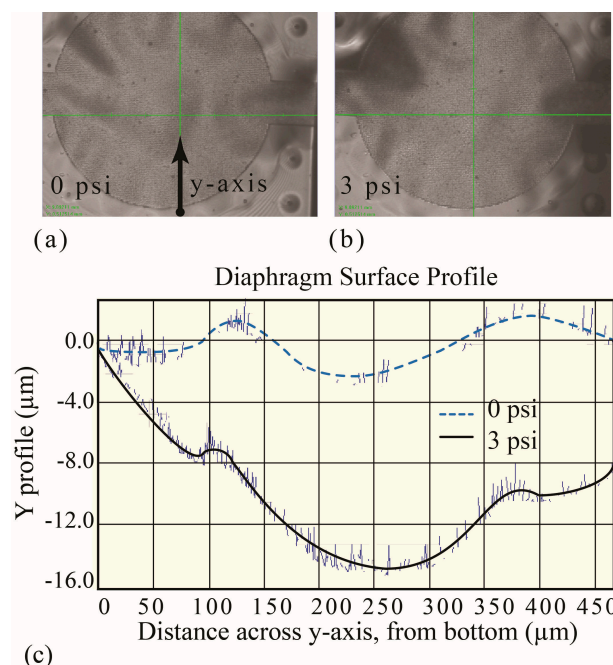 0 psi
y-axis
3 psi
(a)
(b)
Diaphragm Surface Profile
Y profile (μm)
0.0
-4.0
-8.0
-12.0
-16.0
0 psi
3 psi
0 50 100 150 200 250 300 350 400 450
Distance across y-axis, from bottom (μm)
(c)